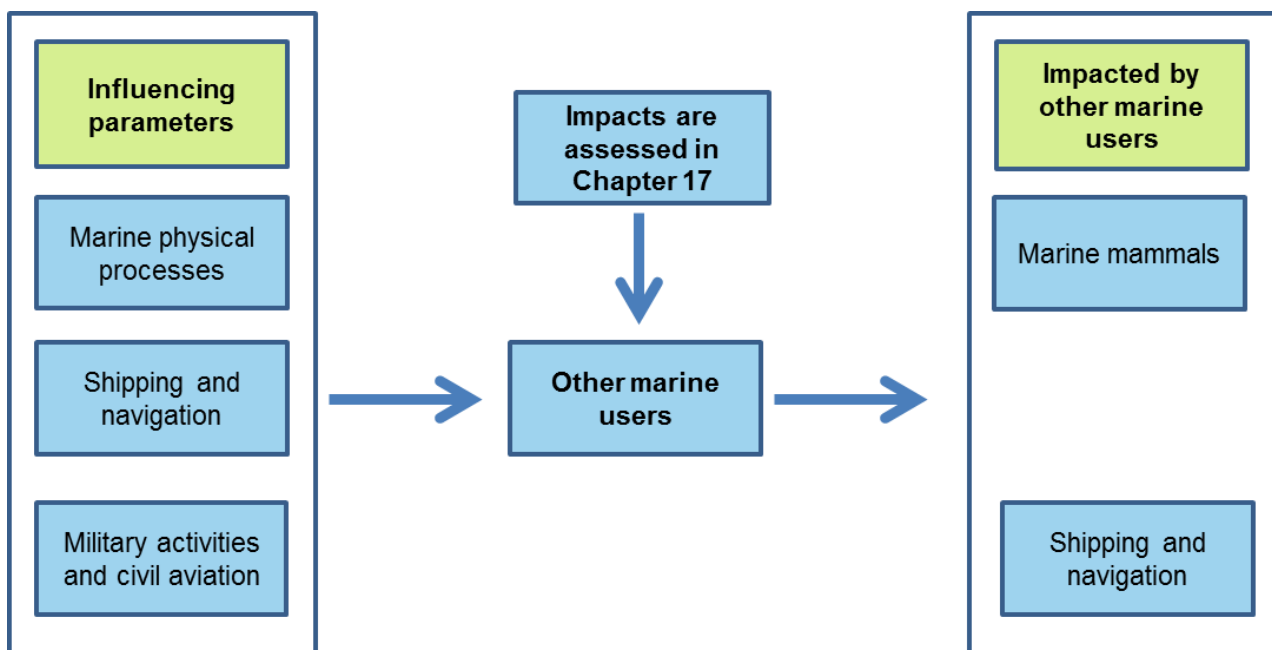 Influencing
parameters
Marine physical
processes
Shipping and
navigation
Military activities
and civil aviation
Impacts are
assessed in
Chapter 17
Other marine
users
Impacted by
other marine
users
Marine mammals
Shipping and
navigation